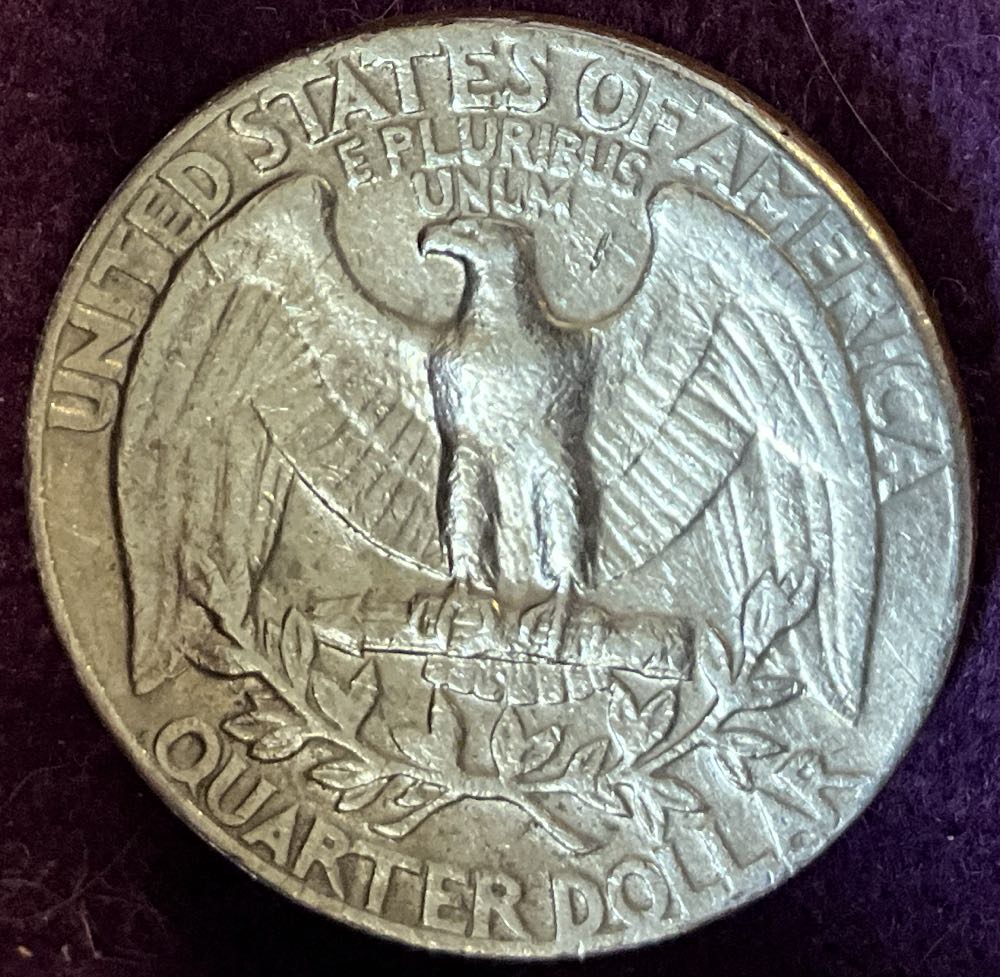 UNITED STATES OF AMERICA
E PLURIBUS
UNUM
QUARTER DOLLAR